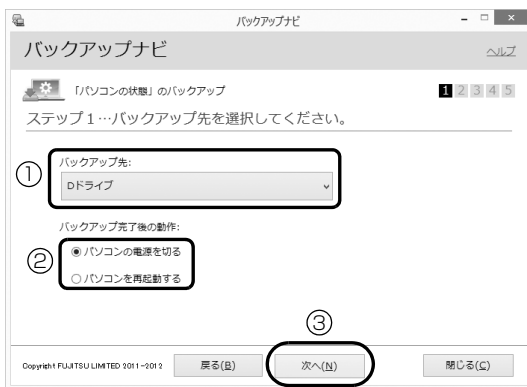 バックアップナビ
バックアップナビ
ヘルプ
「パソコンの状態」のバックアップ
1 2 3 4 5
ステップ1…バックアップ先を選択してください。
①
バックアップ先:
Dドライブ
バックアップ完了後の動作:
②
パソコンの電源を切る
パソコンを再起動する
③
Copyright FUJITSU LIMITED 2011-2012
戻る(B)
次へ(N)
閉じる(C)